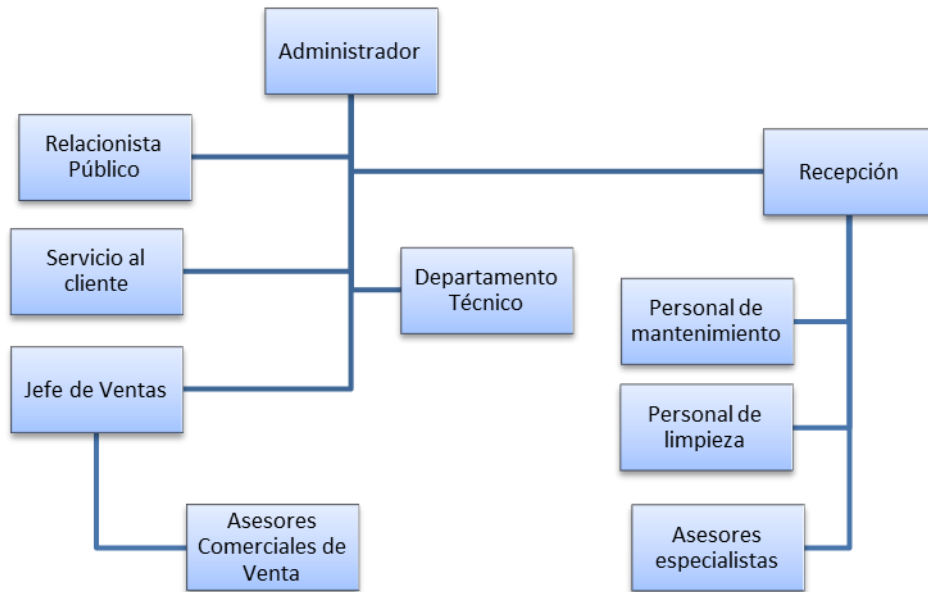 Administrador
Relacionista
Público
Recepción
Servicio al
cliente
Departamento
Técnico
Personal de
mantenimiento
Jefe de Ventas
Personal de
limpieza
Asesores
Comerciales de
Venta
Asesores
especialistas